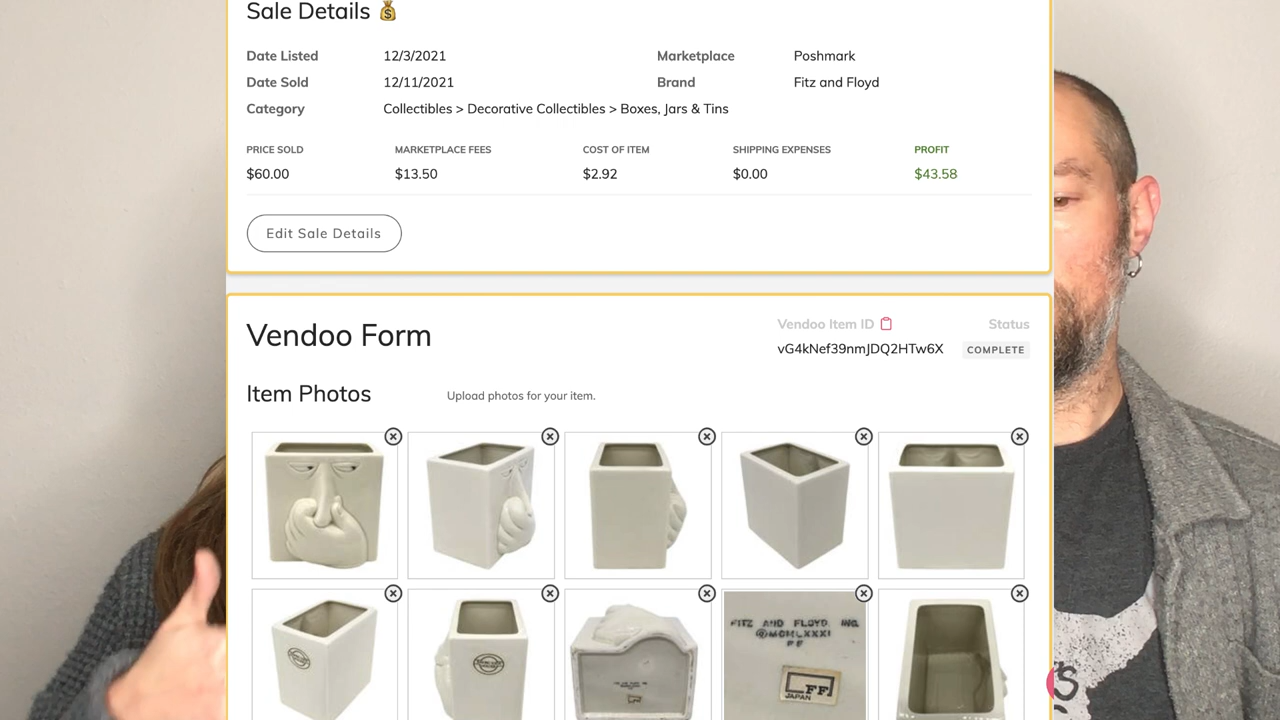 Sale Details 💰
Date Listed 12/3/2021 Marketplace Poshmark
Date Sold 12/11/2021 Brand Fitz and Floyd
Category Collectibles > Decorative Collectibles > Boxes, Jars & Tins
PRICE SOLD MARKETPLACE FEES COST OF ITEM SHIPPING EXPENSES PROFIT
$60.00 $13.50 $2.92 $0.00 $43.58
Edit Sale Details
Vendoo Form
Vendoo Item ID Status
vG4kNef39nmJDQ2HTw6X COMPLETE
Item Photos Upload photos for your item.
FITZ AND FLOYD, INC.
©MCMLXXXI
FF
FF
JAPAN